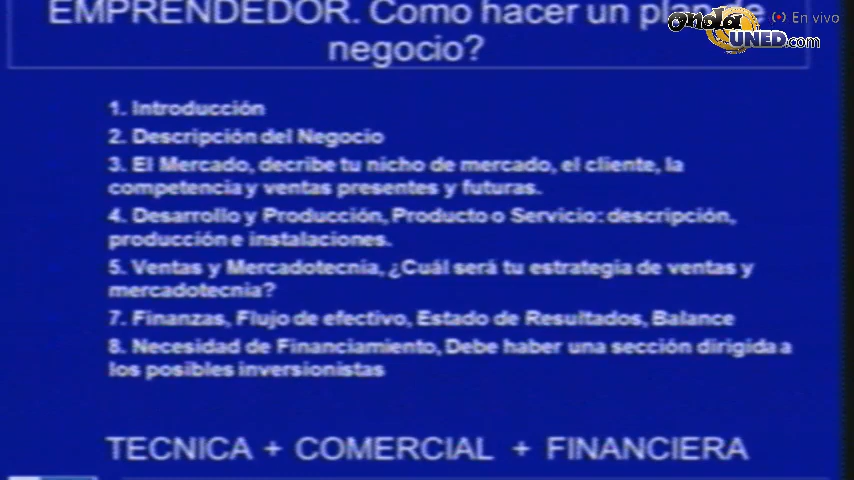 EMPRENDEDOR. Como hacer un plan de
negocio?
Onda
UNED.com
En vivo
1. Introducción
2. Descripción del Negocio
3. El Mercado, decribe tu nicho de mercado, el cliente, la
competencia y ventas presentes y futuras.
4. Desarrollo y Producción, Producto o Servicio: descripción,
producción e instalaciones.
5. Ventas y Mercadotecnia, ¿Cuál será tu estrategia de ventas y
mercadotecnia?
7. Finanzas, Flujo de efectivo, Estado de Resultados, Balance
8. Necesidad de Financiamiento, Debe haber una sección dirigida a
los posibles inversionistas
TECNICA + COMERCIAL + FINANCIERA